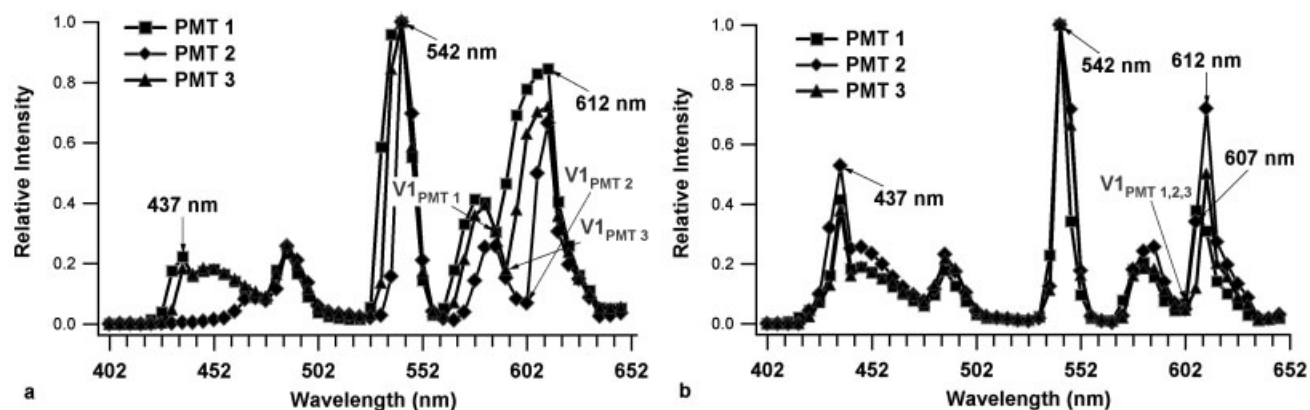 1.0
0.8
0.6
0.4
0.2
0.0
Relative Intensity
PMT 1
PMT 2
PMT 3
437 nm
542 nm
612 nm
V1PMT 1
V1PMT 2
V1PMT 3
402 452 502 552 602 652
Wavelength (nm)
a
1.0
0.8
0.6
0.4
0.2
0.0
Relative Intensity
PMT 1
PMT 2
PMT 3
437 nm
542 nm
612 nm
607 nm
V1PMT 1,2,3
402 452 502 552 602 652
Wavelength (nm)
b